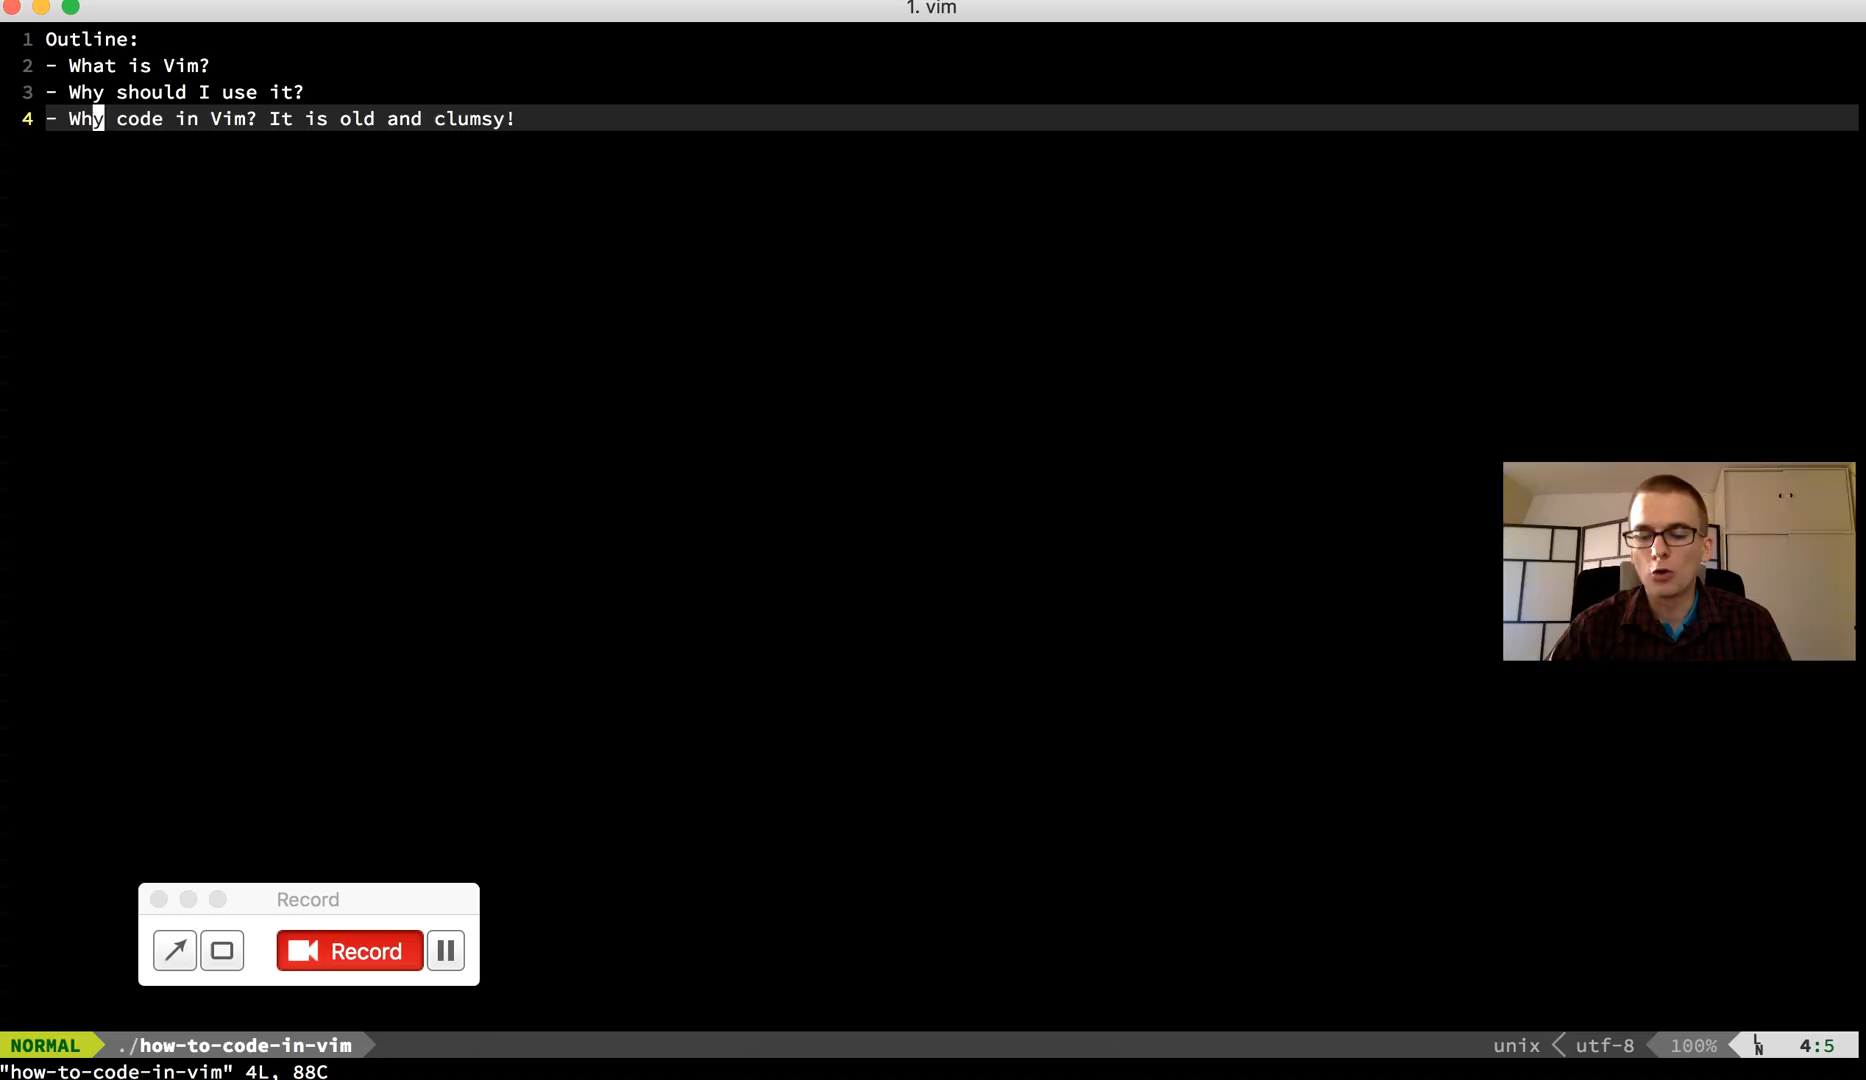 1. vim
1 Outline:
2 - What is Vim?
3 - Why should I use it?
4 - Why code in Vim? It is old and clumsy!
Record
Record
NORMAL ./how-to-code-in-vim unix utf-8 100% LN 4:5
"how-to-code-in-vim" 4L, 88C